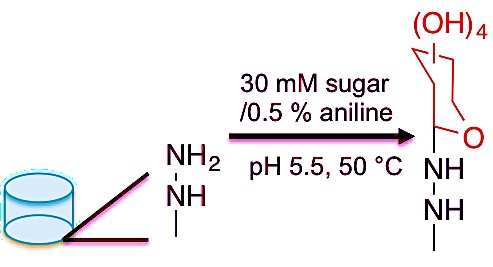 (OH)4
30 mM sugar
/0.5 % aniline
O
NH2
pH 5.5, 50 °C
NH
NH
NH